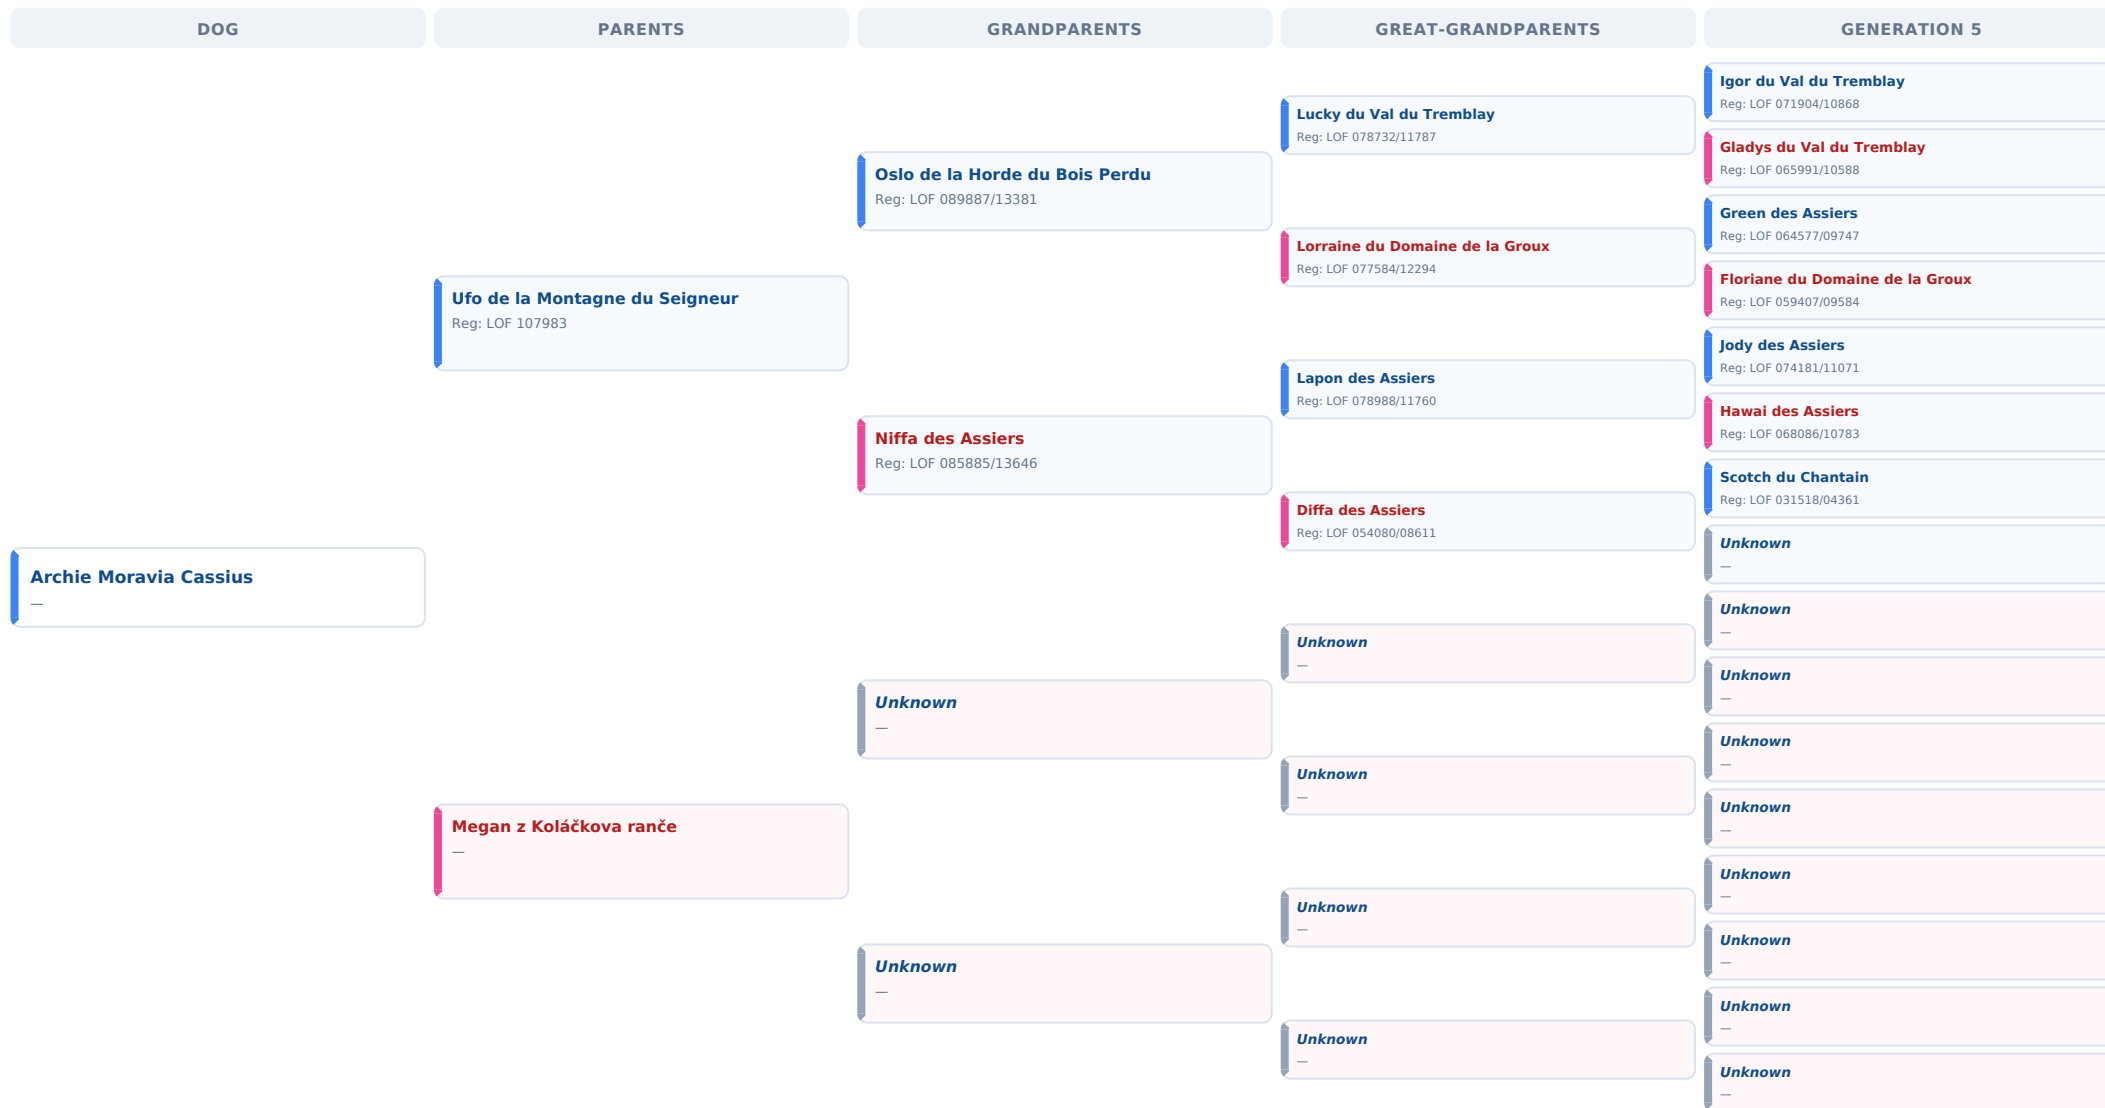 DOG
PARENTS
GRANDPARENTS
GREAT-GRANDPARENTS
GENERATION 5
Archie Moravia Cassius
—
Ufo de la Montagne du Seigneur
Reg: LOF 107983
Megan z Koláčkova ranče
—
Oslo de la Horde du Bois Perdu
Reg: LOF 089887/13381
Niffa des Assiers
Reg: LOF 085885/13646
Unknown
—
Unknown
—
Lucky du Val du Tremblay
Reg: LOF 078732/11787
Lorraine du Domaine de la Groux
Reg: LOF 077584/12294
Lapon des Assiers
Reg: LOF 078988/11760
Diffa des Assiers
Reg: LOF 054080/08611
Unknown
—
Unknown
—
Unknown
—
Unknown
—
Igor du Val du Tremblay
Reg: LOF 071904/10868
Gladys du Val du Tremblay
Reg: LOF 065991/10588
Green des Assiers
Reg: LOF 064577/09747
Floriane du Domaine de la Groux
Reg: LOF 059407/09584
Jody des Assiers
Reg: LOF 074181/11071
Hawai des Assiers
Reg: LOF 068086/10783
Scotch du Chantain
Reg: LOF 031518/04361
Unknown
—
Unknown
—
Unknown
—
Unknown
—
Unknown
—
Unknown
—
Unknown
—
Unknown
—
Unknown
—